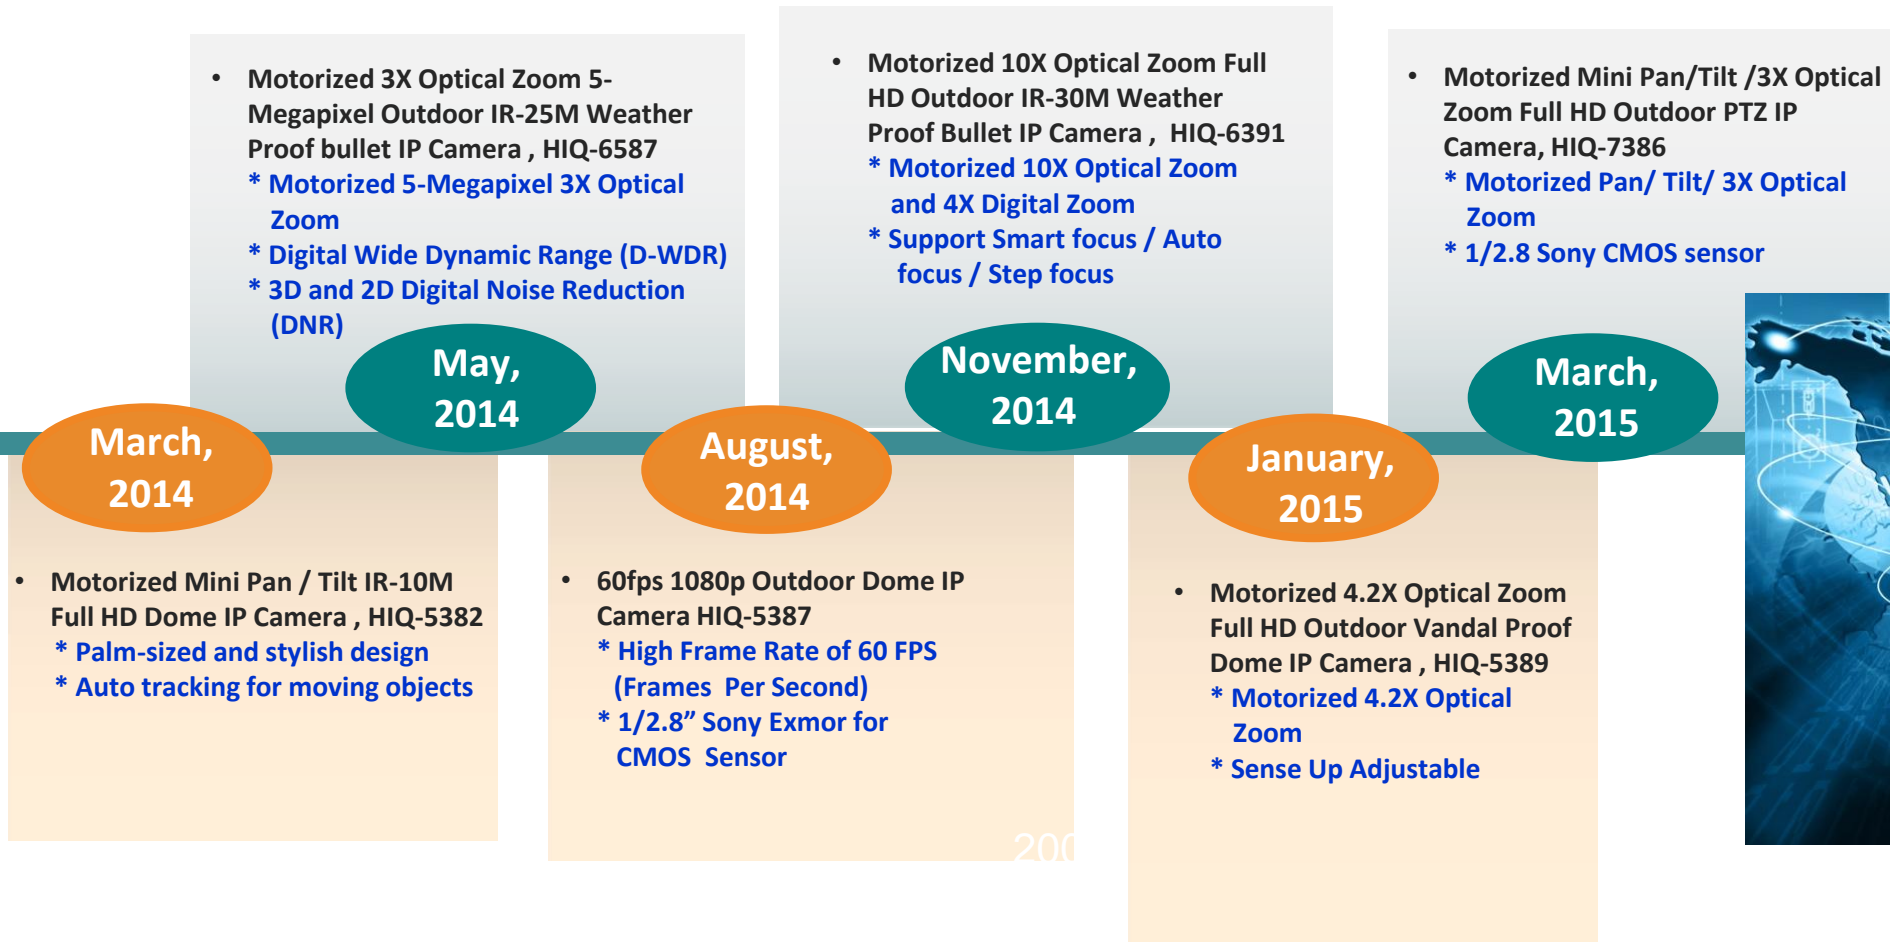 • Motorized 3X Optical Zoom 5-
Megapixel Outdoor IR-25M Weather
Proof bullet IP Camera , HIQ-6587
* Motorized 5-Megapixel 3X Optical
Zoom
* Digital Wide Dynamic Range (D-WDR)
* 3D and 2D Digital Noise Reduction
(DNR)
May,
2014
• Motorized 10X Optical Zoom Full
HD Outdoor IR-30M Weather
Proof Bullet IP Camera , HIQ-6391
* Motorized 10X Optical Zoom
and 4X Digital Zoom
* Support Smart focus / Auto
focus / Step focus
November,
2014
• Motorized Mini Pan/Tilt /3X Optical
Zoom Full HD Outdoor PTZ IP
Camera, HIQ-7386
* Motorized Pan/ Tilt/ 3X Optical
Zoom
* 1/2.8 Sony CMOS sensor
March,
2015
March,
2014
• Motorized Mini Pan / Tilt IR-10M
Full HD Dome IP Camera , HIQ-5382
* Palm-sized and stylish design
* Auto tracking for moving objects
August,
2014
• 60fps 1080p Outdoor Dome IP
Camera HIQ-5387
* High Frame Rate of 60 FPS
(Frames Per Second)
* 1/2.8” Sony Exmor for
CMOS Sensor
January,
2015
• Motorized 4.2X Optical Zoom
Full HD Outdoor Vandal Proof
Dome IP Camera , HIQ-5389
* Motorized 4.2X Optical
Zoom
* Sense Up Adjustable